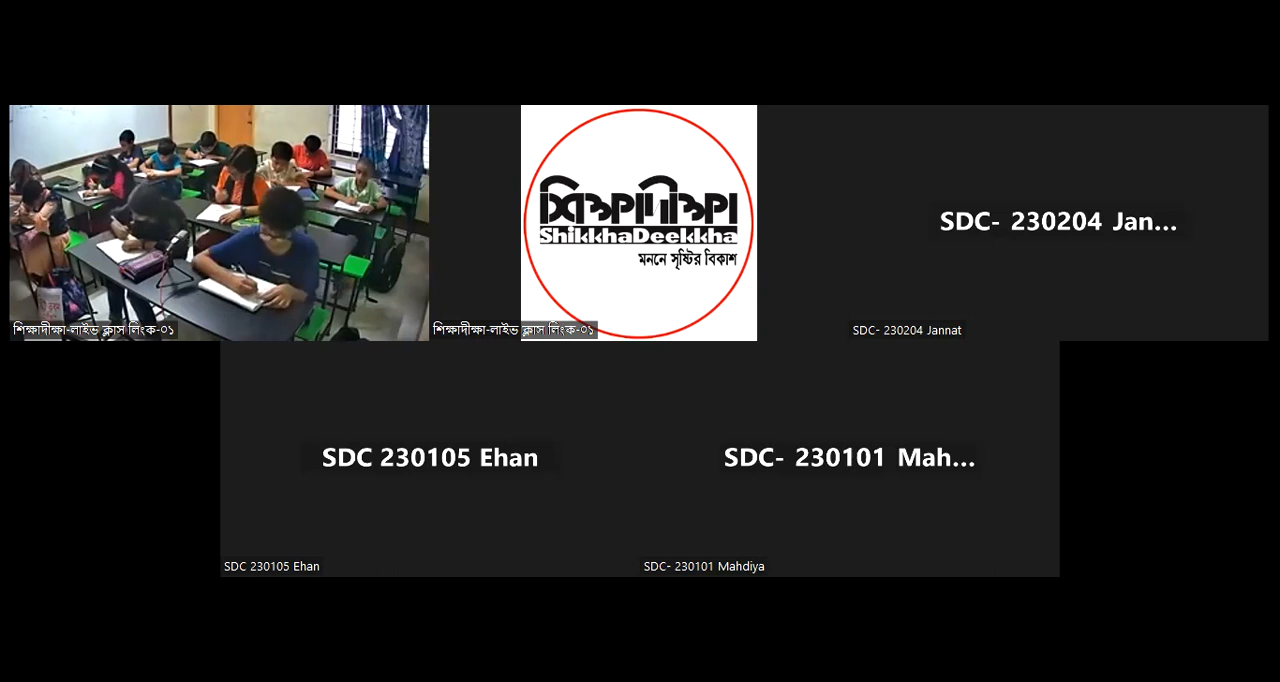 শিক্ষাদীক্ষা
ShikkhaDeekkha
মননে সৃষ্টির বিকাশ
SDC- 230204 Jan...
শিক্ষাদীক্ষা-লাইভ ক্লাস লিংক-০১
শিক্ষাদীক্ষা-লাইভ ক্লাস লিংক-০১
SDC- 230204 Jannat
SDC 230105 Ehan
SDC- 230101 Mah...
SDC 230105 Ehan
SDC- 230101 Mahdiya